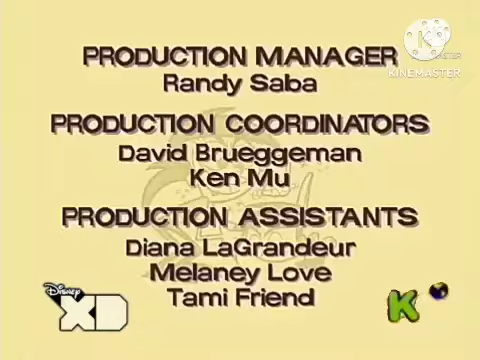 PRODUCTION MANAGER
Randy Saba
PRODUCTION COORDINATORS
David Brueggeman
Ken Mu
PRODUCTION ASSISTANTS
Diana LaGrandeur
Melaney Love
Tami Friend
Disney
XD
K
K
KINEMASTER